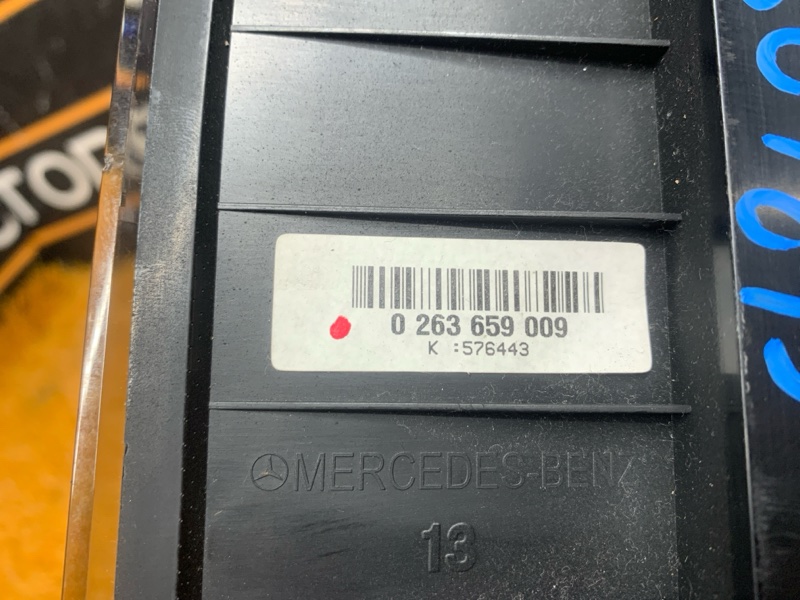 0 263 659 009
K :576443
MERCEDES-BENZ
13